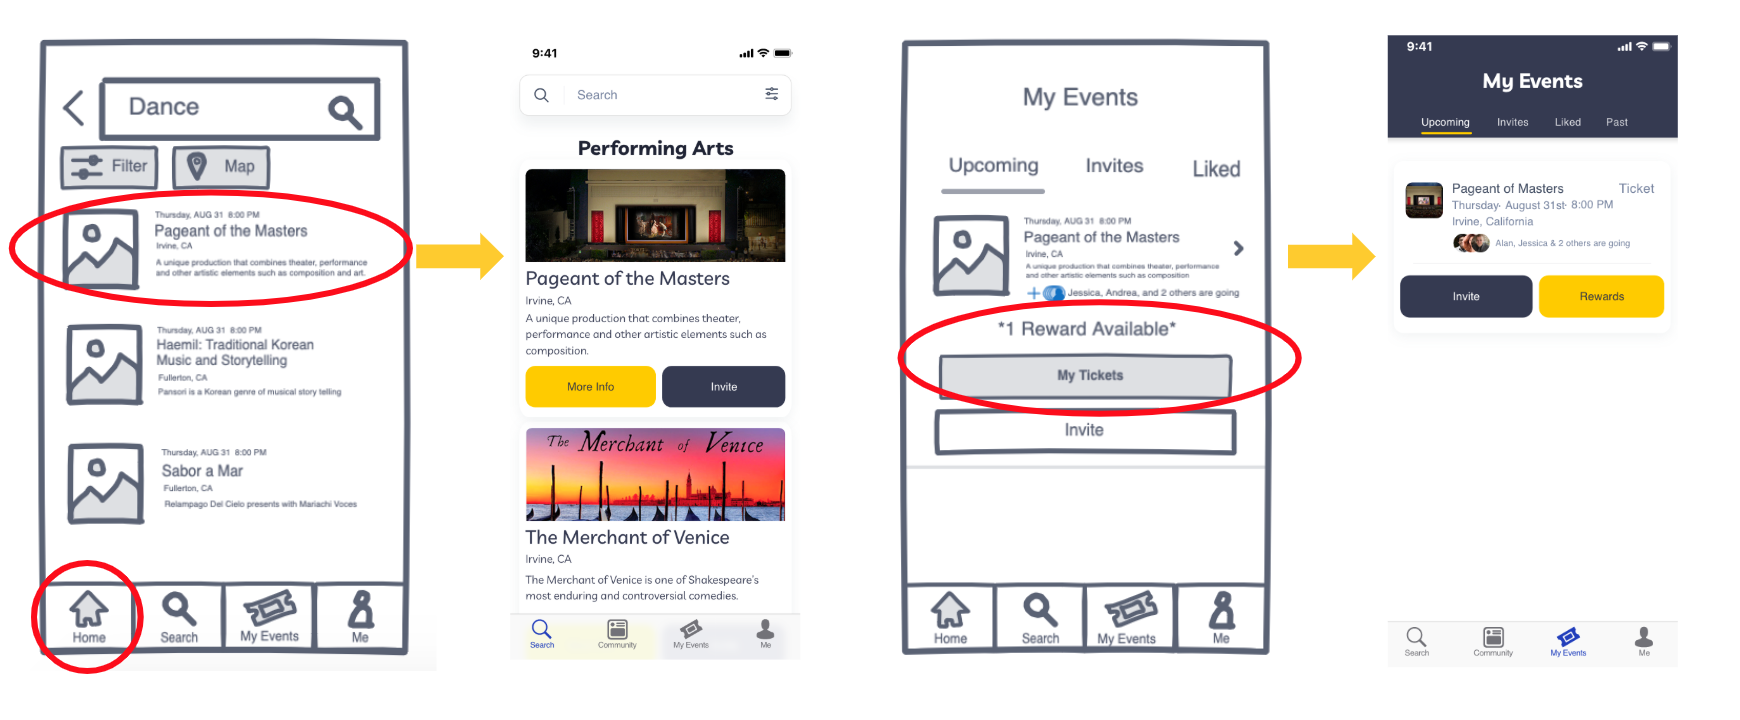 Dance
Filter
Map
Thursday, AUG 31 8:00 PM
Pageant of the Masters
Irvine, CA
A unique production that combines theater, performance
and other artistic elements such as composition and art.
Thursday, AUG 31 8:00 PM
Haemil: Traditional Korean
Music and Storytelling
Fullerton, CA
Pansori is a Korean genre of musical story telling
Thursday, AUG 31 8:00 PM
Sabor a Mar
Fullerton, CA
Relampago Del Cielo presents with Mariachi Voces
Home
Search
My Events
Me
9:41
Search
Performing Arts
Pageant of the Masters
Irvine, CA
A unique production that combines theater,
performance and other artistic elements such as
composition.
More Info
Invite
The Merchant of Venice
The Merchant of Venice
Irvine, CA
The Merchant of Venice is one of Shakespeare's
most enduring and controversial comedies.
Search
Community
My Events
Me
My Events
Upcoming
Invites
Liked
Thursday, AUG 31 8:00 PM
Pageant of the Masters
Irvine, CA
A unique production that combines theater, performance
and other artistic elements such as composition
Jessica, Andrea, and 2 others are going
*1 Reward Available*
My Tickets
Invite
Home
Search
My Events
Me
9:41
My Events
Upcoming
Invites
Liked
Past
Pageant of Masters
Ticket
Thursday· August 31st· 8:00 PM
Irvine, California
Alan, Jessica & 2 others are going
Invite
Rewards
Search
Community
My Events
Me